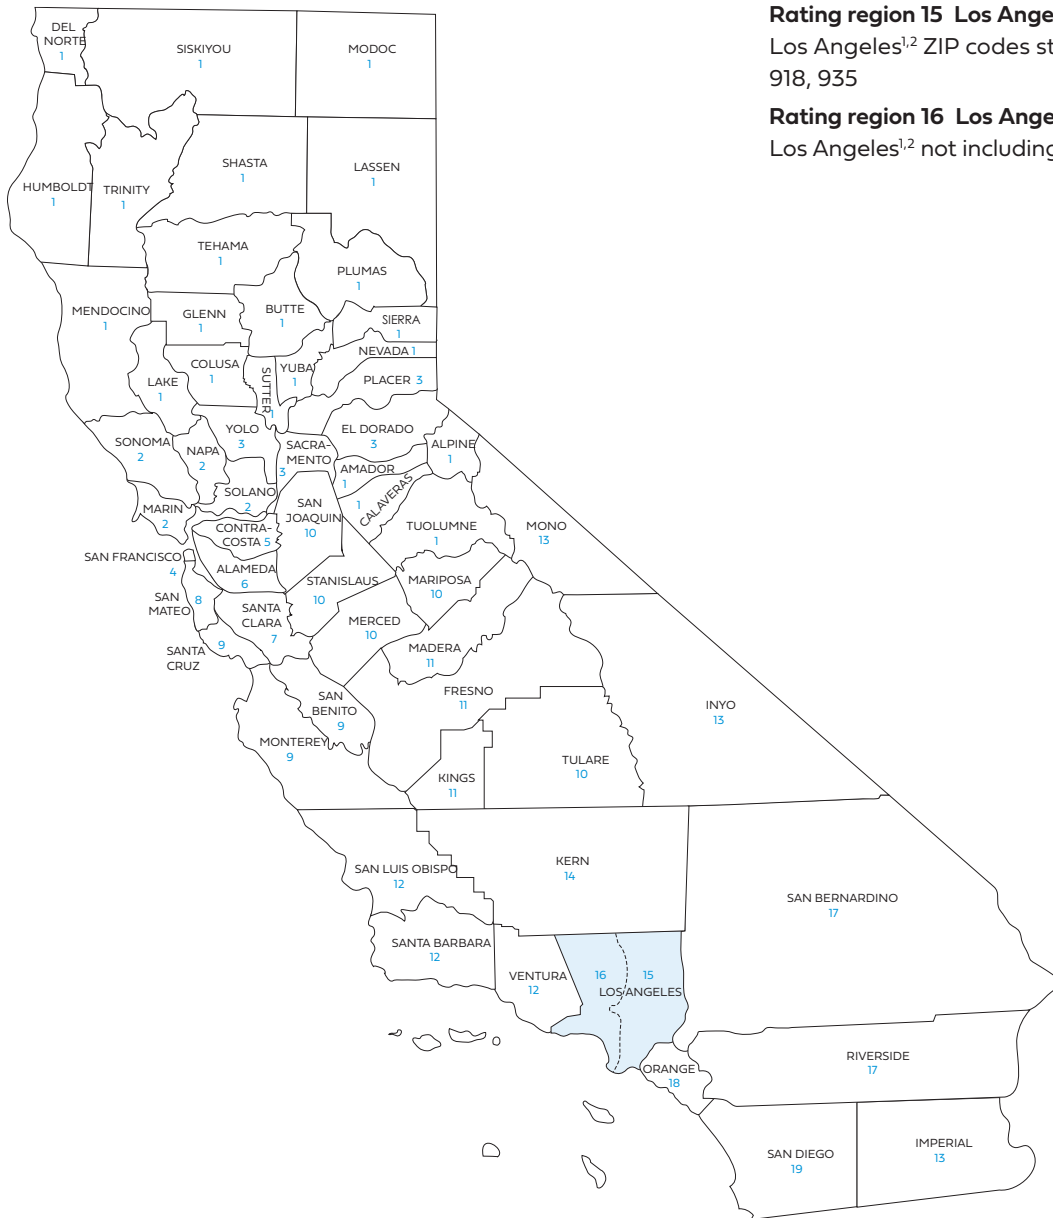 Rating region 15 Los Ange
Los Angeles1,2 ZIP codes st
918, 935
Rating region 16 Los Ange
Los Angeles1,2 not including
DEL
NORTE
1
SISKIYOU
1
MODOC
1
HUMBOLDT
1
TRINITY
1
SHASTA
1
LASSEN
1
TEHAMA
1
PLUMAS
1
MENDOCINO
1
GLENN
1
BUTTE
1
SIERRA
1
NEVADA 1
COLUSA
1
SUTTER
1
YUBA
1
PLACER 3
LAKE
1
SONOMA
2
NAPA
2
YOLO
3
SACRA-
MENTO
3
EL DORADO
3
ALPINE
1
AMADOR
1
CALAVERAS
1
SOLANO
2
MARIN
2
SAN
JOAQUIN
10
CONTRA-
COSTA 5
TUOLUMNE
1
MONO
13
SAN FRANCISCO
4
ALAMEDA
6
STANISLAUS
10
MARIPOSA
10
SAN
MATEO
8
SANTA
CLARA
7
MERCED
10
SANTA
CRUZ
9
MADERA
11
FRESNO
11
SAN
BENITO
9
INYO
13
MONTEREY
9
KINGS
11
TULARE
10
SAN LUIS OBISPO
12
KERN
14
SAN BERNARDINO
17
SANTA BARBARA
12
VENTURA
12
16
15
LOS ANGELES
ORANGE
18
RIVERSIDE
17
SAN DIEGO
19
IMPERIAL
13